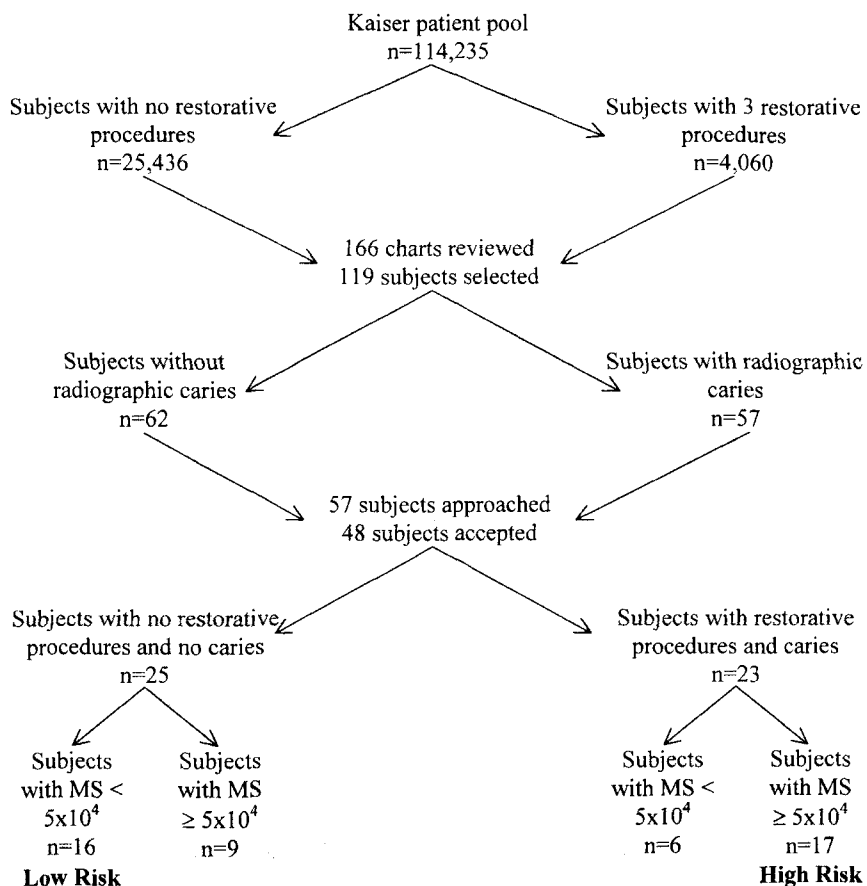 Kaiser patient pool
n=114,235
Subjects with no restorative
procedures
n=25,436
Subjects with 3 restorative
procedures
n=4,060
166 charts reviewed
119 subjects selected
Subjects without
radiographic caries
n=62
Subjects with radiographic
caries
n=57
57 subjects approached
48 subjects accepted
Subjects with no restorative
procedures and no caries
n=25
Subjects with restorative
procedures and caries
n=23
Subjects
with MS <
5x10⁴
n=16
Low Risk
Subjects
with MS
≥ 5x10⁴
n=9
Subjects
with MS <
5x10⁴
n=6
Subjects
with MS
≥ 5x10⁴
n=17
High Risk